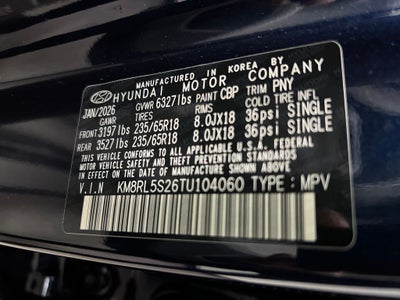 MANUFACTURED IN KOREA BY
HYUNDAI MOTOR COMPANY
JAN/2026 GVWR 6327lbs PAINT CBP TRIM PNY
GAWR TIRES RIMS COLD TIRE INFL.
FRONT 3197lbs 235/65R18 8.0JX18 36psi SINGLE
REAR 3527lbs 235/65R18 8.0JX18 36psi SINGLE
THIS VEHICLE CONFORMS TO ALL APPLICABLE U.S.A. FEDERAL
MOTOR VEHICLE SAFETY STANDARDS IN EFFECT ON THE
DATE OF MANUFACTURE SHOWN ABOVE.
V.I.N KM8RL5S26TU104060 TYPE : MPV